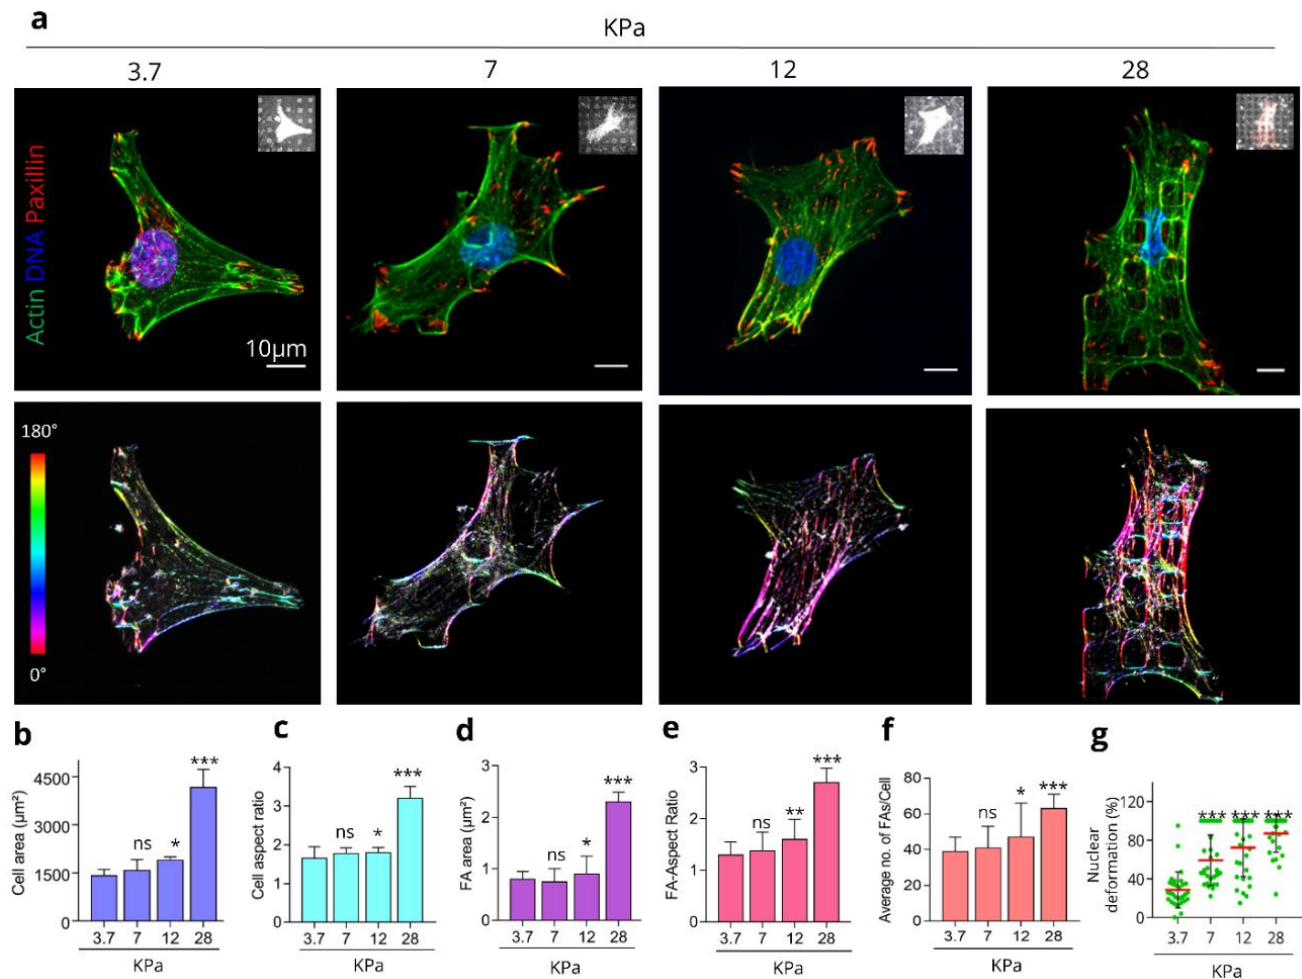 a
KPa
3.7 7 12 28
Actin DNA Paxillin
10µm
180°
0°
b
Cell area (µm²)
4500
3000
1500
0
ns * ***
3.7 7 12 28
KPa
c
Cell aspect ratio
4
3
2
1
0
ns * ***
3.7 7 12 28
KPa
d
FA area (µm²)
3
2
1
0
ns * ***
3.7 7 12 28
KPa
e
FA-Aspect Ratio
3
2
1
0
ns ** ***
3.7 7 12 28
KPa
f
Average no. of FAs/Cell
80
60
40
20
0
ns * ***
3.7 7 12 28
KPa
g
Nuclear
deformation (%)
120
80
40
0
*** *** ***
3.7 7 12 28
KPa